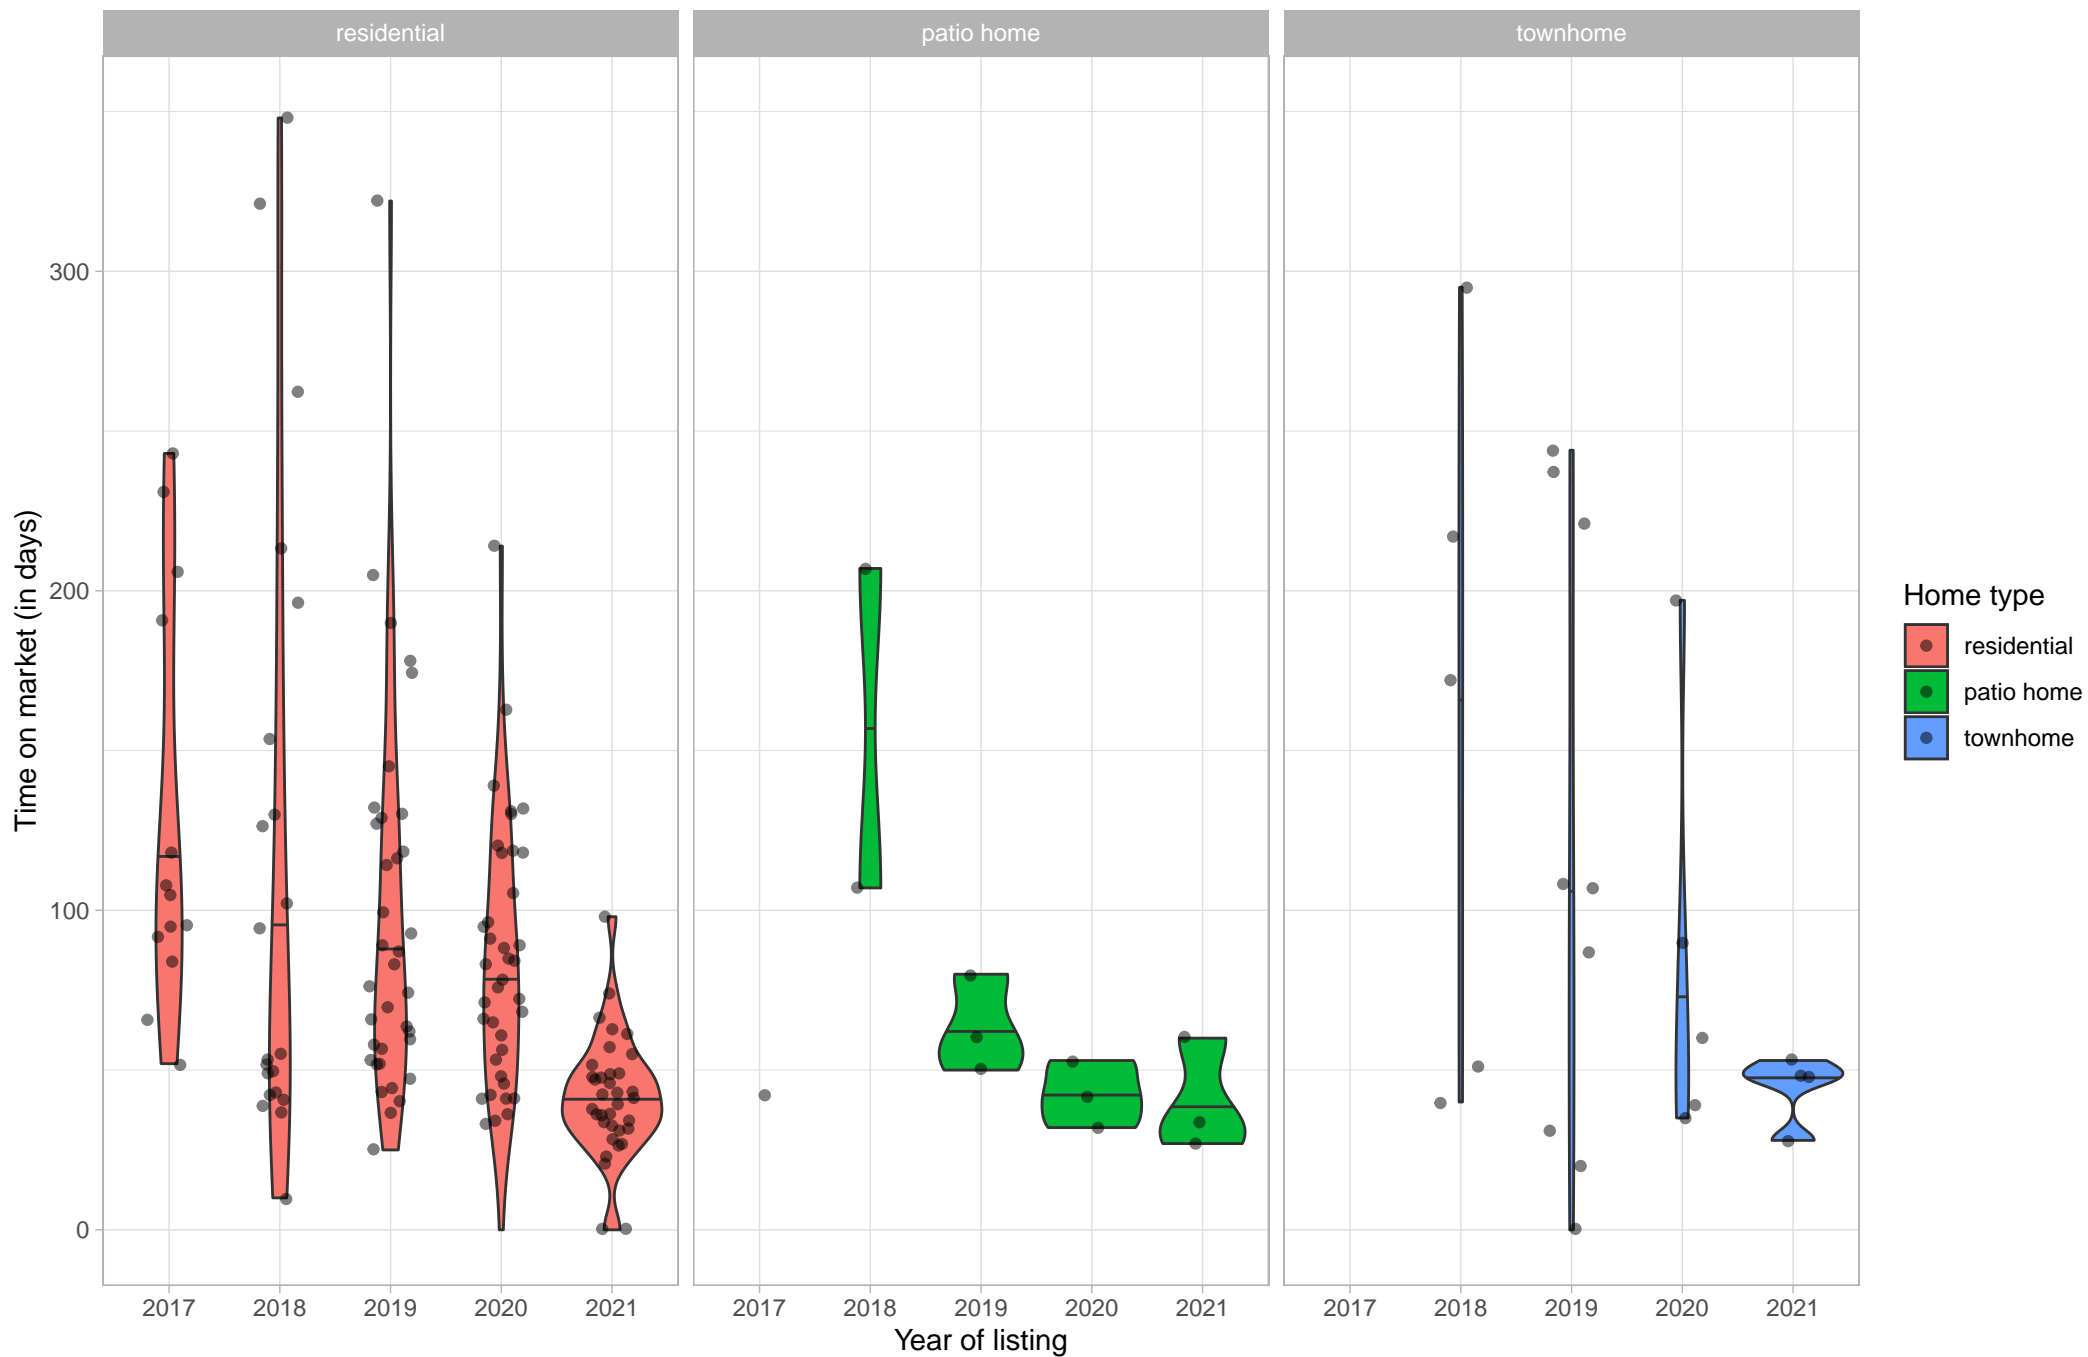 residential patio home townhome
Time on market (in days)
300
200
100
0
2017 2018 2019 2020 2021 2017 2018 2019 2020 2021 2017 2018 2019 2020 2021
Year of listing
Home type
residential
patio home
townhome